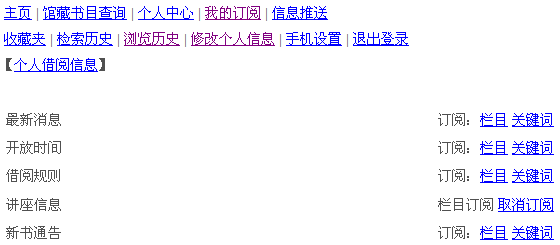 主页 | 馆藏书目查询 | 个人中心 | 我的订阅 | 信息推送
收藏夹 | 检索历史 | 浏览历史 | 修改个人信息 | 手机设置 | 退出登录
【个人借阅信息】
最新消息 订阅：栏目 关键词
开放时间 订阅：栏目 关键词
借阅规则 订阅：栏目 关键词
讲座信息 栏目订阅 取消订阅
新书通告 订阅：栏目 关键词